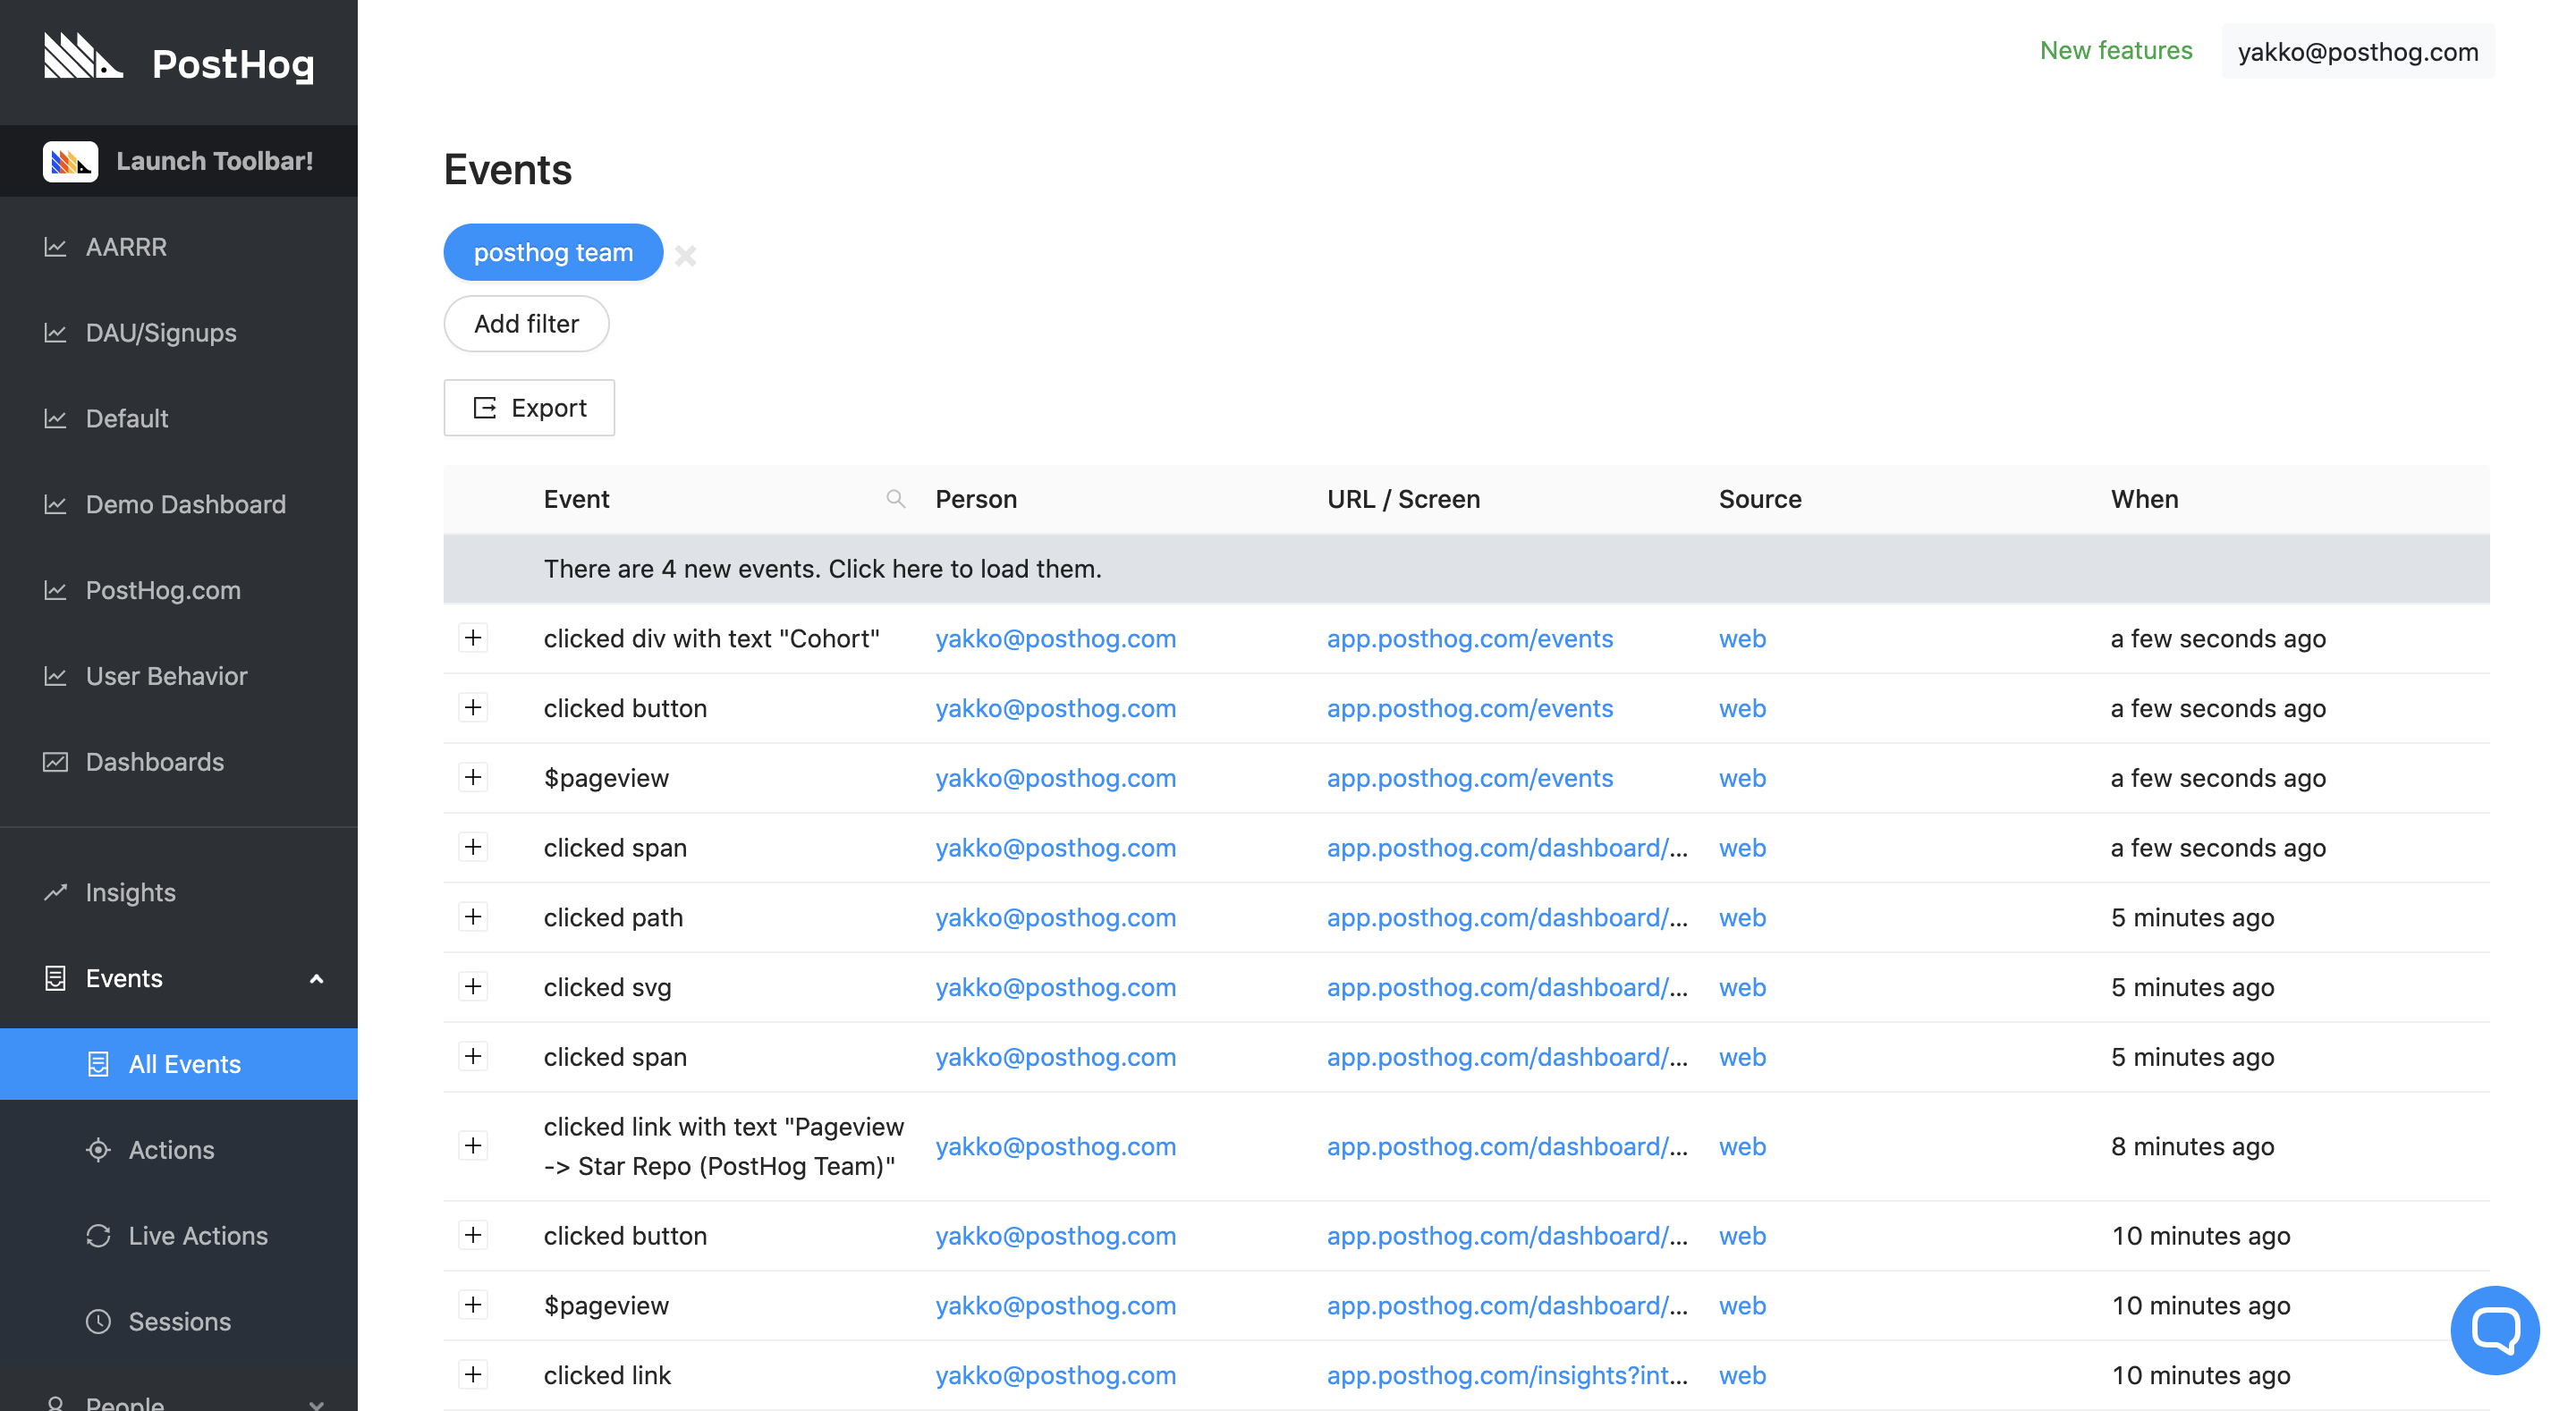 PostHog
Launch Toolbar!
AARRR
DAU/Signups
Default
Demo Dashboard
PostHog.com
User Behavior
Dashboards
Insights
Events
All Events
Actions
Live Actions
Sessions
People
New features
yakko@posthog.com
Events
posthog team
Add filter
Export
Event Person URL / Screen Source When
There are 4 new events. Click here to load them.
clicked div with text "Cohort" yakko@posthog.com app.posthog.com/events web a few seconds ago
clicked button yakko@posthog.com app.posthog.com/events web a few seconds ago
$pageview yakko@posthog.com app.posthog.com/events web a few seconds ago
clicked span yakko@posthog.com app.posthog.com/dashboard/... web a few seconds ago
clicked path yakko@posthog.com app.posthog.com/dashboard/... web 5 minutes ago
clicked svg yakko@posthog.com app.posthog.com/dashboard/... web 5 minutes ago
clicked span yakko@posthog.com app.posthog.com/dashboard/... web 5 minutes ago
clicked link with text "Pageview
-> Star Repo (PostHog Team)" yakko@posthog.com app.posthog.com/dashboard/... web 8 minutes ago
clicked button yakko@posthog.com app.posthog.com/dashboard/... web 10 minutes ago
$pageview yakko@posthog.com app.posthog.com/dashboard/... web 10 minutes ago
clicked link yakko@posthog.com app.posthog.com/insights?int... web 10 minutes ago